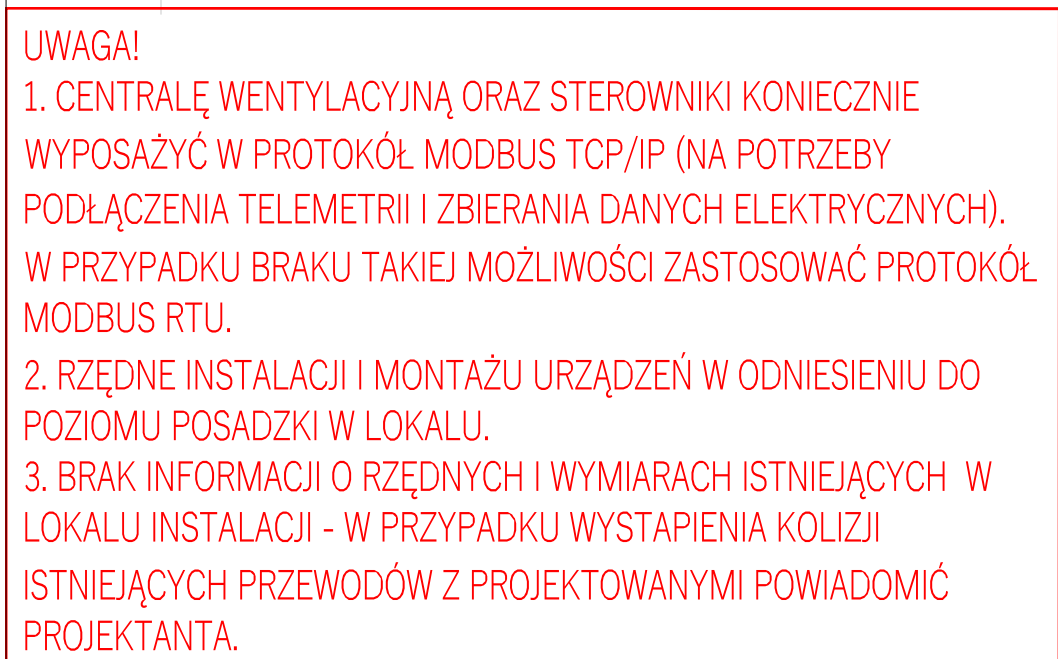 UWAGA!
1. CENTRALĘ WENTYLACYJNĄ ORAZ STEROWNIKI KONIECZNIE
WYPOSAŻYĆ W PROTOKÓŁ MODBUS TCP/IP (NA POTRZEBY
PODŁĄCZENIA TELEMETRII I ZBIERANIA DANYCH ELEKTRYCZNYCH).
W PRZYPADKU BRAKU TAKIEJ MOŻLIWOŚCI ZASTOSOWAĆ PROTOKÓŁ
MODBUS RTU.
2. RZĘDNE INSTALACJI I MONTAŻU URZĄDZEŃ W ODNIESIENIU DO
POZIOMU POSADZKI W LOKALU.
3. BRAK INFORMACJI O RZĘDNYCH I WYMIARACH ISTNIEJĄCYCH  W
LOKALU INSTALACJI - W PRZYPADKU WYSTAPIENIA KOLIZJI
ISTNIEJĄCYCH PRZEWODÓW Z PROJEKTOWANYMI POWIADOMIĆ
PROJEKTANTA.